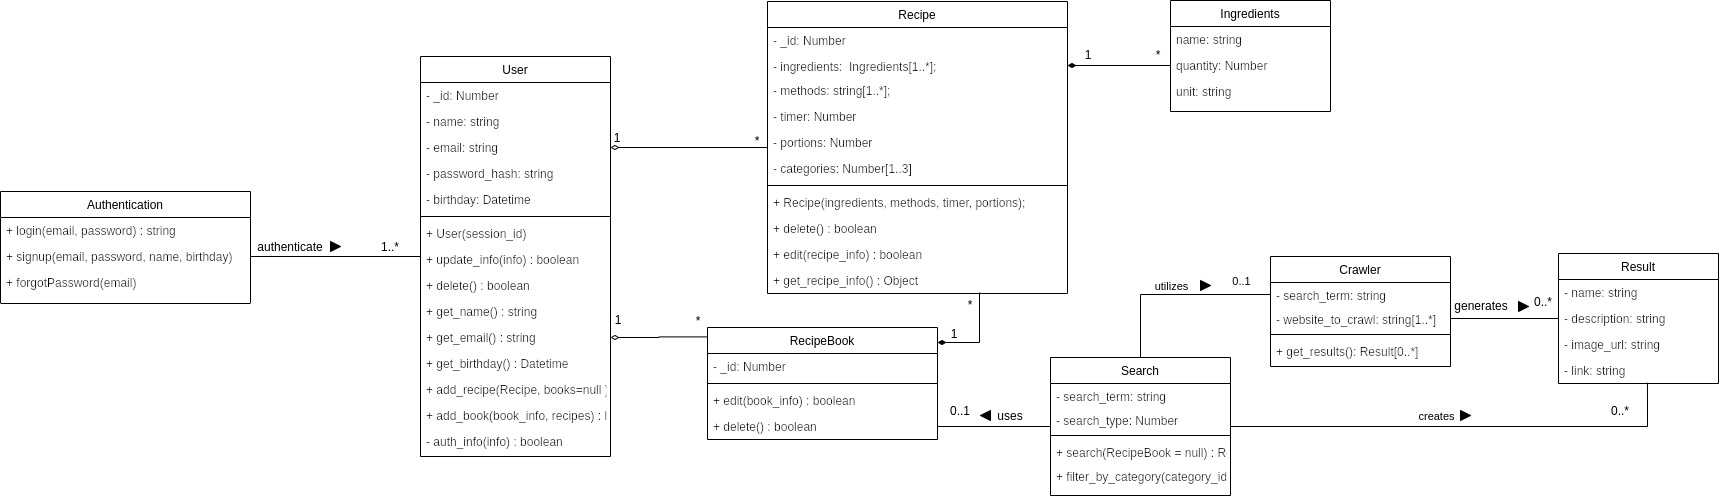 Authentication
+ login(email, password) : string
+ signup(email, password, name, birthday)
+ forgotPassword(email)
authenticate
1..*
User
- _id: Number
- name: string
- email: string
- password_hash: string
- birthday: Datetime
+ User(session_id)
+ update_info(info) : boolean
+ delete() : boolean
+ get_name() : string
+ get_email() : string
+ get_birthday() : Datetime
+ add_recipe(Recipe, books=null )
+ add_book(book_info, recipes) :
- auth_info(info) : boolean
1
*
1
*
Recipe
- _id: Number
- ingredients:  Ingredients[1..*];
- methods: string[1..*];
- timer: Number
- portions: Number
- categories: Number[1..3]
+ Recipe(ingredients, methods, timer, portions);
+ delete() : boolean
+ edit(recipe_info) : boolean
+ get_recipe_info() : Object
1
*
Ingredients
name: string
quantity: Number
unit: string
*
1
RecipeBook
- _id: Number
+ edit(book_info) : boolean
+ delete() : boolean
0..1
uses
Search
- search_term: string
- search_type: Number
+ search(RecipeBook = null) : R
+ filter_by_category(category_id
utilizes
0..1
Crawler
- search_term: string
- website_to_crawl: string[1..*]
+ get_results(): Result[0..*]
generates
0..*
Result
- name: string
- description: string
- image_url: string
- link: string
creates
0..*